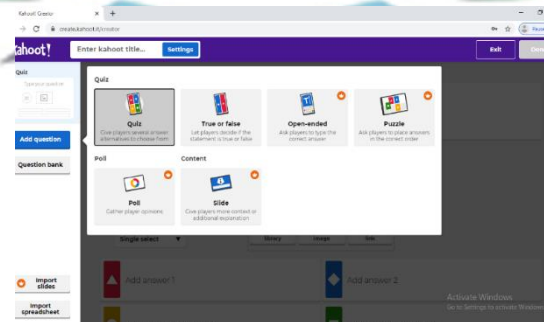 Kahoot! Creator
create.kahoot.it/creator
Kahoot!
Enter kahoot title...
Settings
Exit
Quiz
Add question
Question bank
Import slides
Import spreadsheet
Quiz
Quiz
Give players several answer
alternatives to choose from
True or false
Let players decide if the
statement is true or false
Open-ended
Ask players to type the
correct answer
Puzzle
Ask players to place answers
in the correct order
Poll
Content
Poll
Gather player opinions
Slide
Give players more context or
additional explanation
Single select
library
image
link
Add answer 1
Add answer 2
Activate Windows
Go to Settings to activate Windows.